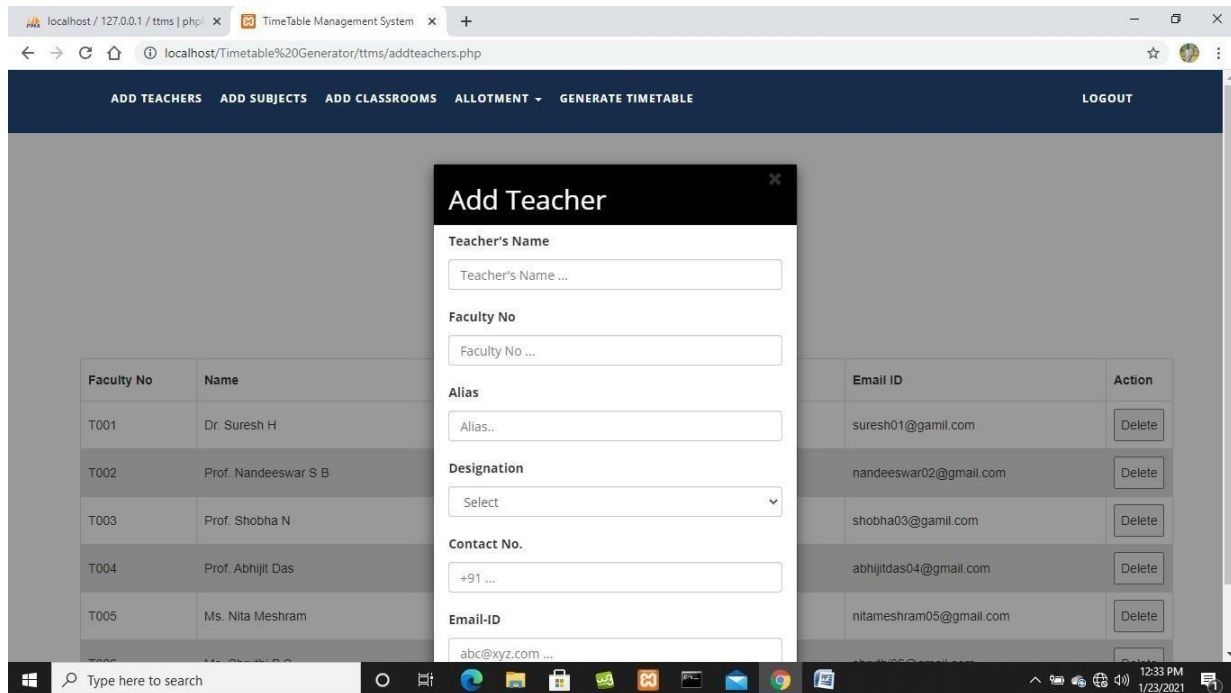 localhost / 127.0.0.1 / ttms | php
TimeTable Management System
localhost/Timetable%20Generator/ttms/addteachers.php
ADD TEACHERS ADD SUBJECTS ADD CLASSROOMS ALLOTMENT GENERATE TIMETABLE LOGOUT
Add Teacher
Teacher's Name
Teacher's Name ...
Faculty No
Faculty No ...
Alias
Alias..
Designation
Select
Contact No.
+91 ...
Email-ID
abc@xyz.com ...
Faculty No Name Email ID Action
T001 Dr. Suresh H suresh01@gamil.com Delete
T002 Prof. Nandeeswar S B nandeeswar02@gmail.com Delete
T003 Prof. Shobha N shobha03@gamil.com Delete
T004 Prof. Abhijit Das abhijitdas04@gmail.com Delete
T005 Ms. Nita Meshram nitameshram05@gmail.com Delete
Type here to search
12:33 PM
1/23/2021